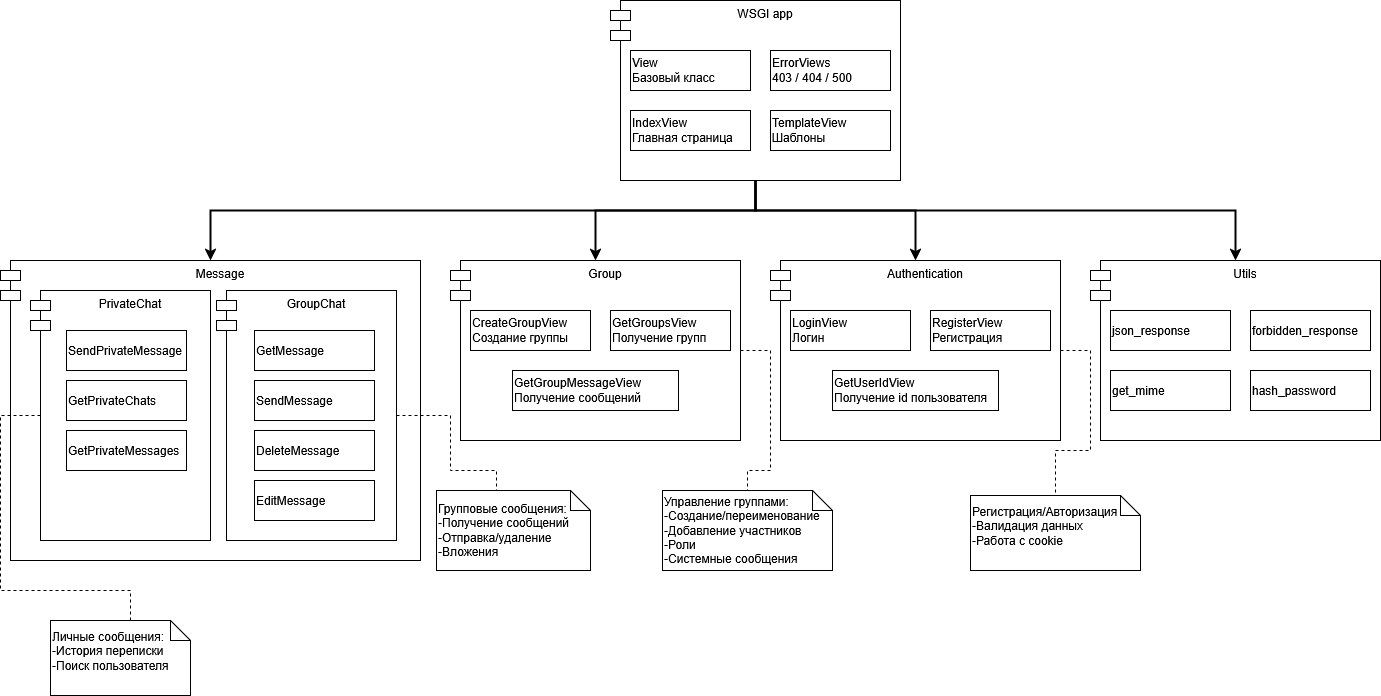 WSGI app
View
Базовый класс
ErrorViews
403 / 404 / 500
IndexView
Главная страница
TemplateView
Шаблоны
Message
PrivateChat
SendPrivateMessage
GetPrivateChats
GetPrivateMessages
GroupChat
GetMessage
SendMessage
DeleteMessage
EditMessage
Group
CreateGroupView
Создание группы
GetGroupsView
Получение групп
GetGroupMessageView
Получение сообщений
Authentication
LoginView
Логин
RegisterView
Регистрация
GetUserIdView
Получение id пользователя
Utils
json_response
forbidden_response
get_mime
hash_password
Групповые сообщения:
-Получение сообщений
-Отправка/удаление
-Вложения
Управление группами:
-Создание/переименование
-Добавление участников
-Роли
-Системные сообщения
Регистрация/Авторизация
-Валидация данных
-Работа с cookie
Личные сообщения:
-История переписки
-Поиск пользователя